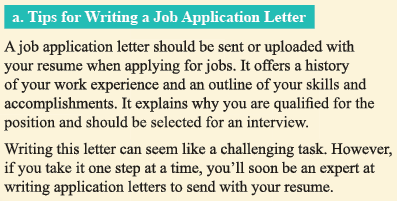 a. Tips for Writing a Job Application Letter
A job application letter should be sent or uploaded with
your resume when applying for jobs. It offers a history
of your work experience and an outline of your skills and
accomplishments. It explains why you are qualified for the
position and should be selected for an interview.
Writing this letter can seem like a challenging task. However,
if you take it one step at a time, you'll soon be an expert at
writing application letters to send with your resume.